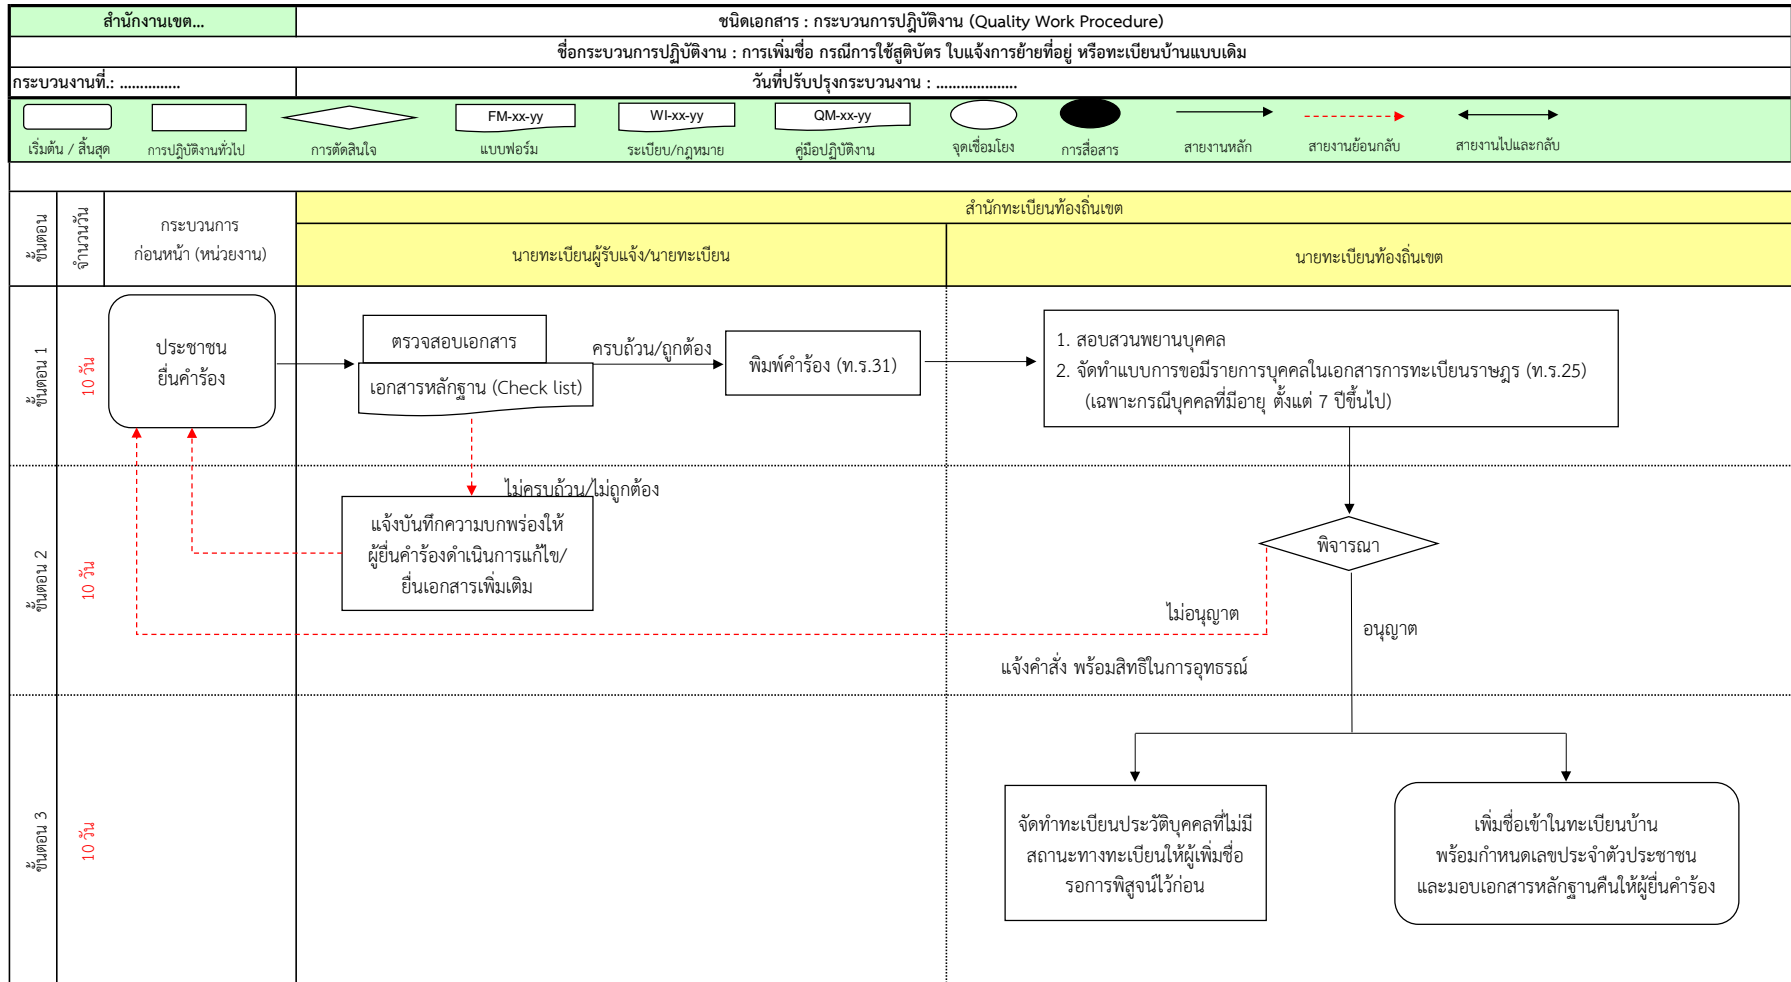 สำนักงานเขต...
ชนิดเอกสาร : กระบวนการปฏิบัติงาน (Quality Work Procedure)
ชื่อกระบวนการปฏิบัติงาน : การเพิ่มชื่อ กรณีการใช้สูติบัตร ใบแจ้งการย้ายที่อยู่ หรือทะเบียนบ้านแบบเดิม
กระบวนงานที่.: ...............
วันที่ปรับปรุงกระบวนงาน : ....................
FM-xx-yy
WI-xx-yy
QM-xx-yy
เริ่มต้น / สิ้นสุด
การปฏิบัติงานทั่วไป
การตัดสินใจ
แบบฟอร์ม
ระเบียบ/กฎหมาย
คู่มือปฏิบัติงาน
จุดเชื่อมโยง
การสื่อสาร
สายงานหลัก
สายงานย้อนกลับ
สายงานไปและกลับ
ขั้นตอน
จำนวนวัน
กระบวนการ
ก่อนหน้า (หน่วยงาน)
สำนักทะเบียนท้องถิ่นเขต
นายทะเบียนผู้รับแจ้ง/นายทะเบียน
นายทะเบียนท้องถิ่นเขต
ขั้นตอน 1
10 วัน
ประชาชน
ยื่นคำร้อง
ตรวจสอบเอกสาร
เอกสารหลักฐาน (Check list)
ครบถ้วน/ถูกต้อง
พิมพ์คำร้อง (ท.ร.31)
1. สอบสวนพยานบุคคล
2. จัดทำแบบการขอมีรายการบุคคลในเอกสารการทะเบียนราษฎร (ท.ร.25)
(เฉพาะกรณีบุคคลที่มีอายุ ตั้งแต่ 7 ปีขึ้นไป)
ขั้นตอน 2
10 วัน
ไม่ครบถ้วน/ไม่ถูกต้อง
แจ้งบันทึกความบกพร่องให้
ผู้ยื่นคำร้องดำเนินการแก้ไข/
ยื่นเอกสารเพิ่มเติม
พิจารณา
ไม่อนุญาต
อนุญาต
แจ้งคำสั่ง พร้อมสิทธิในการอุทธรณ์
ขั้นตอน 3
10 วัน
จัดทำทะเบียนประวัติบุคคลที่ไม่มี
สถานะทางทะเบียนให้ผู้เพิ่มชื่อ
รอการพิสูจน์ไว้ก่อน
เพิ่มชื่อเข้าในทะเบียนบ้าน
พร้อมกำหนดเลขประจำตัวประชาชน
และมอบเอกสารหลักฐานคืนให้ผู้ยื่นคำร้อง